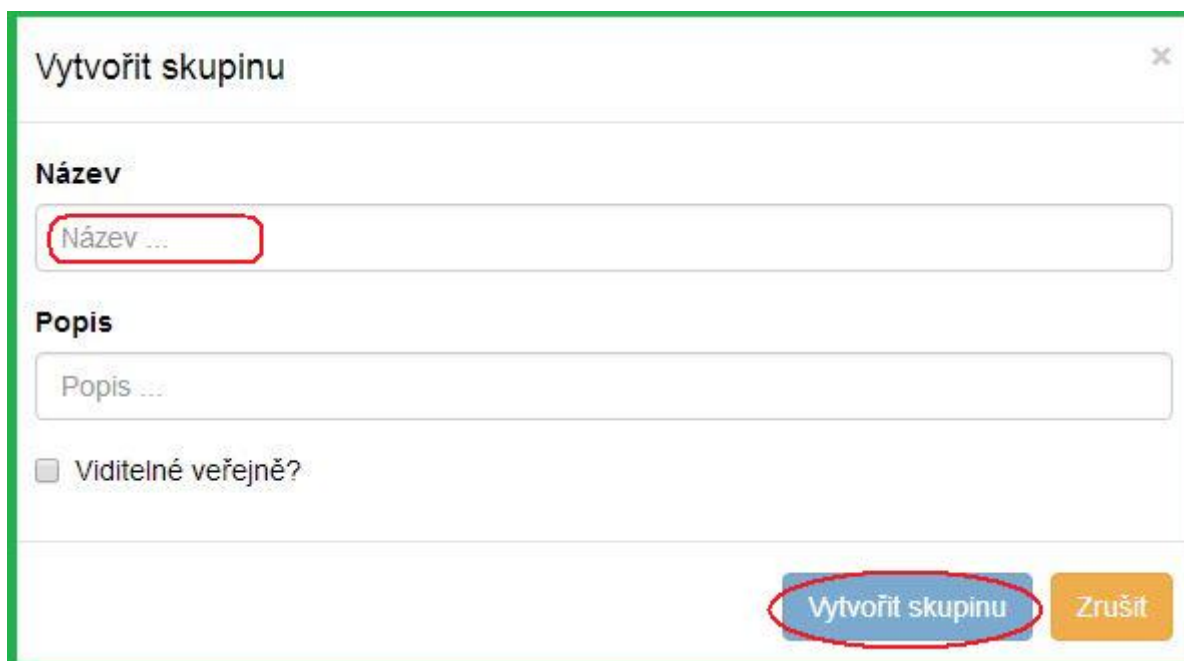 Vytvořit skupinu
×
Název
Název ...
Popis
Popis ...
Viditelné veřejně?
Vytvořit skupinu
Zrušit